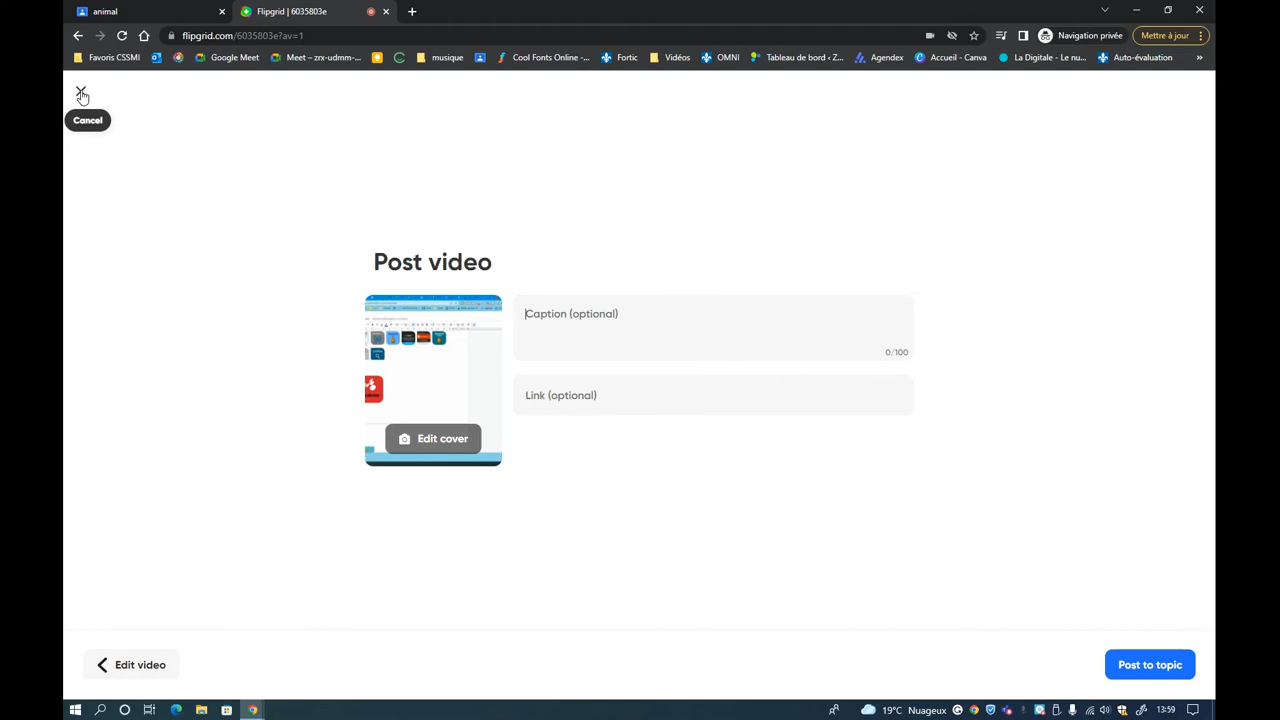 animal
Flipgrid | 6035803e
flipgrid.com/6035803e?av=1
Navigation privée
Mettre à jour
Favoris CSSMI
Google Meet
Meet – zrx-udmm-...
musique
Cool Fonts Online -...
Fortic
Vidéos
OMNI
Tableau de bord ‹ Z...
Agendex
Accueil - Canva
La Digitale - Le nu...
Auto-évaluation
»
Cancel
Post video
Caption (optional)
0/100
Link (optional)
Edit cover
Edit video
Post to topic
19°C Nuageux
13:59